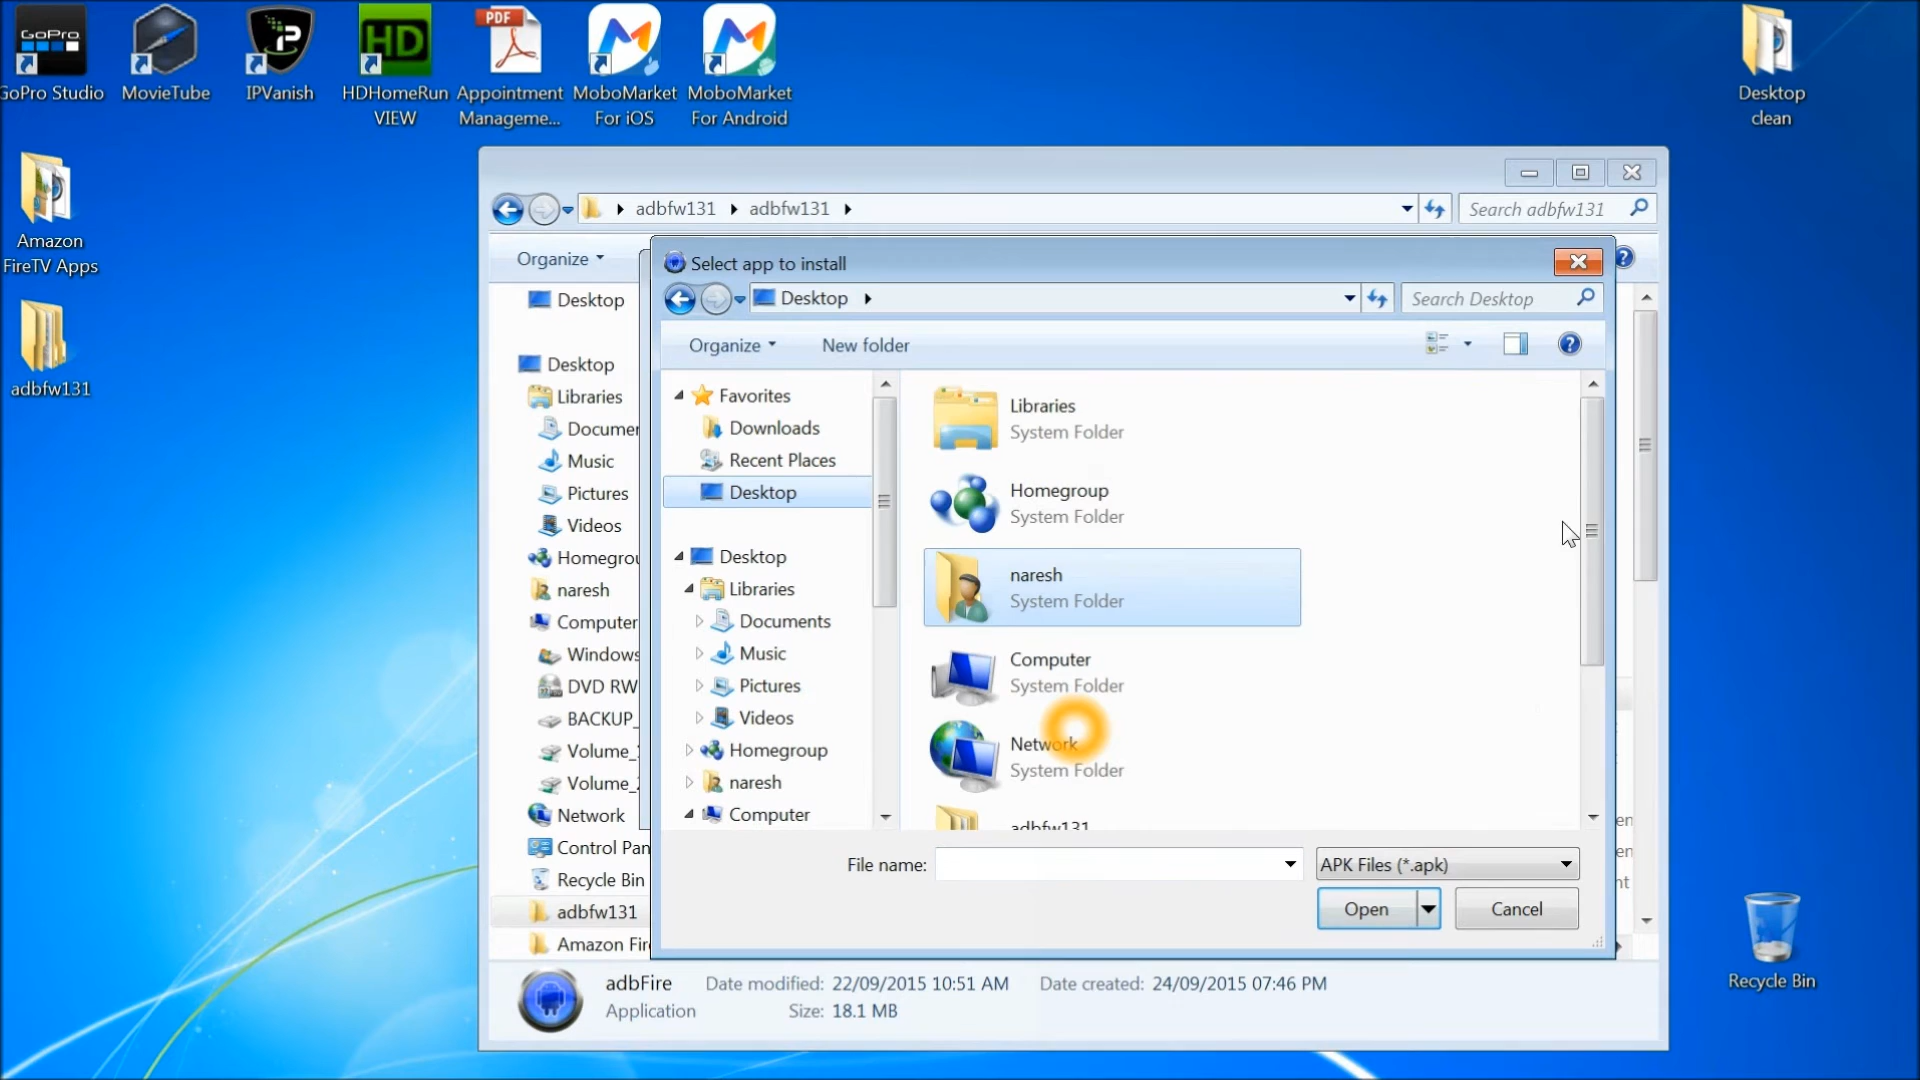 GoPro
GoPro Studio
MovieTube
IPVanish
HD
HDHomeRun
VIEW
PDF
Appointment
Manageme...
MoboMarket
For iOS
MoboMarket
For Android
Desktop
clean
Amazon
FireTV Apps
adbfw131
adbfw131
adbfw131
Search adbfw131
Organize
Desktop
Desktop
Libraries
Documen
Music
Pictures
Videos
Homegrou
naresh
Computer
Windows
DVD RW
BACKUP_
Volume_
Volume_
Network
Control Pan
Recycle Bin
adbfw131
Amazon Fir
Select app to install
Desktop
Search Desktop
Organize
New folder
Favorites
Downloads
Recent Places
Desktop
Desktop
Libraries
Documents
Music
Pictures
Videos
Homegroup
naresh
Computer
Libraries
System Folder
Homegroup
System Folder
naresh
System Folder
Computer
System Folder
Network
System Folder
adbfw131
File name:
APK Files (*.apk)
Open
Cancel
adbFire
Application
Date modified: 22/09/2015 10:51 AM
Size: 18.1 MB
Date created: 24/09/2015 07:46 PM
Recycle Bin